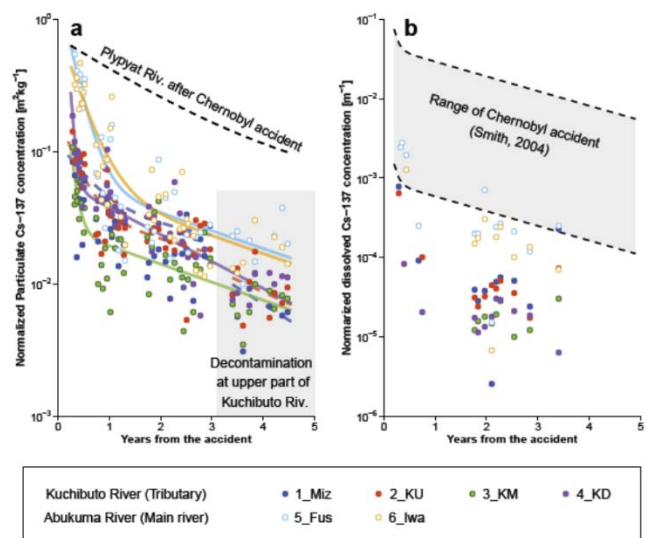 a
Plypyat Riv. after Chernobyl accident
Normalized Particulate Cs-137 concentration [m²kg⁻¹]
10⁰
10⁻¹
10⁻²
10⁻³
Decontamination
at upper part of
Kuchibuto Riv.
0 1 2 3 4 5
Years from the accident
b
Range of Chernobyl accident
(Smith, 2004)
Normarized dissolved Cs-137 concentration [m⁻¹]
10⁻¹
10⁻²
10⁻³
10⁻⁴
10⁻⁵
10⁻⁶
0 1 2 3 4 5
Years from the accident
Kuchibuto River (Tributary) 1_Miz 2_KU 3_KM 4_KD
Abukuma River (Main river) 5_Fus 6_Iwa